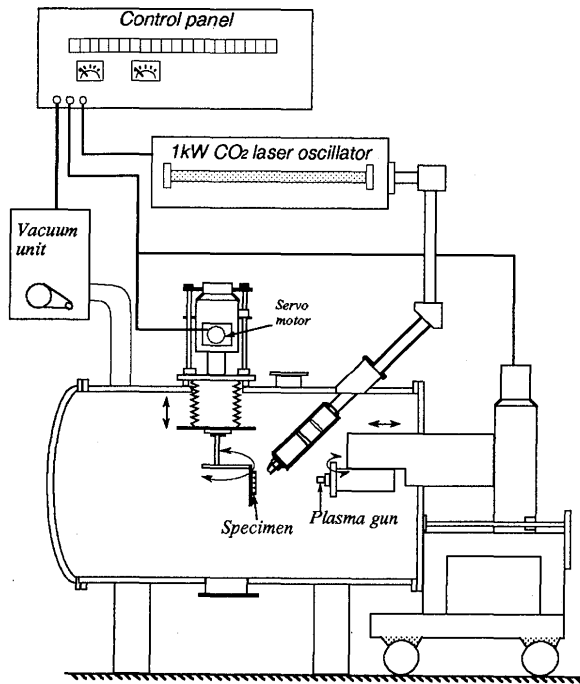 Control panel
1kW CO2 laser oscillator
Vacuum
unit
Servo
motor
Specimen
Plasma gun